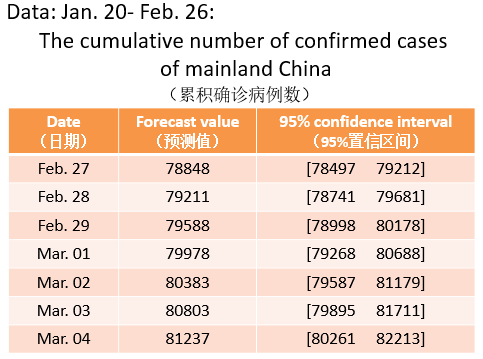 Data: Jan. 20- Feb. 26:
The cumulative number of confirmed cases
of mainland China
（累积确诊病例数）
Date Forecast value 95% confidence interval
（日期） （预测值） （95%置信区间）
Feb. 27 78848 [78497 79212]
Feb. 28 79211 [78741 79681]
Feb. 29 79588 [78998 80178]
Mar. 01 79978 [79268 80688]
Mar. 02 80383 [79587 81179]
Mar. 03 80803 [79895 81711]
Mar. 04 81237 [80261 82213]